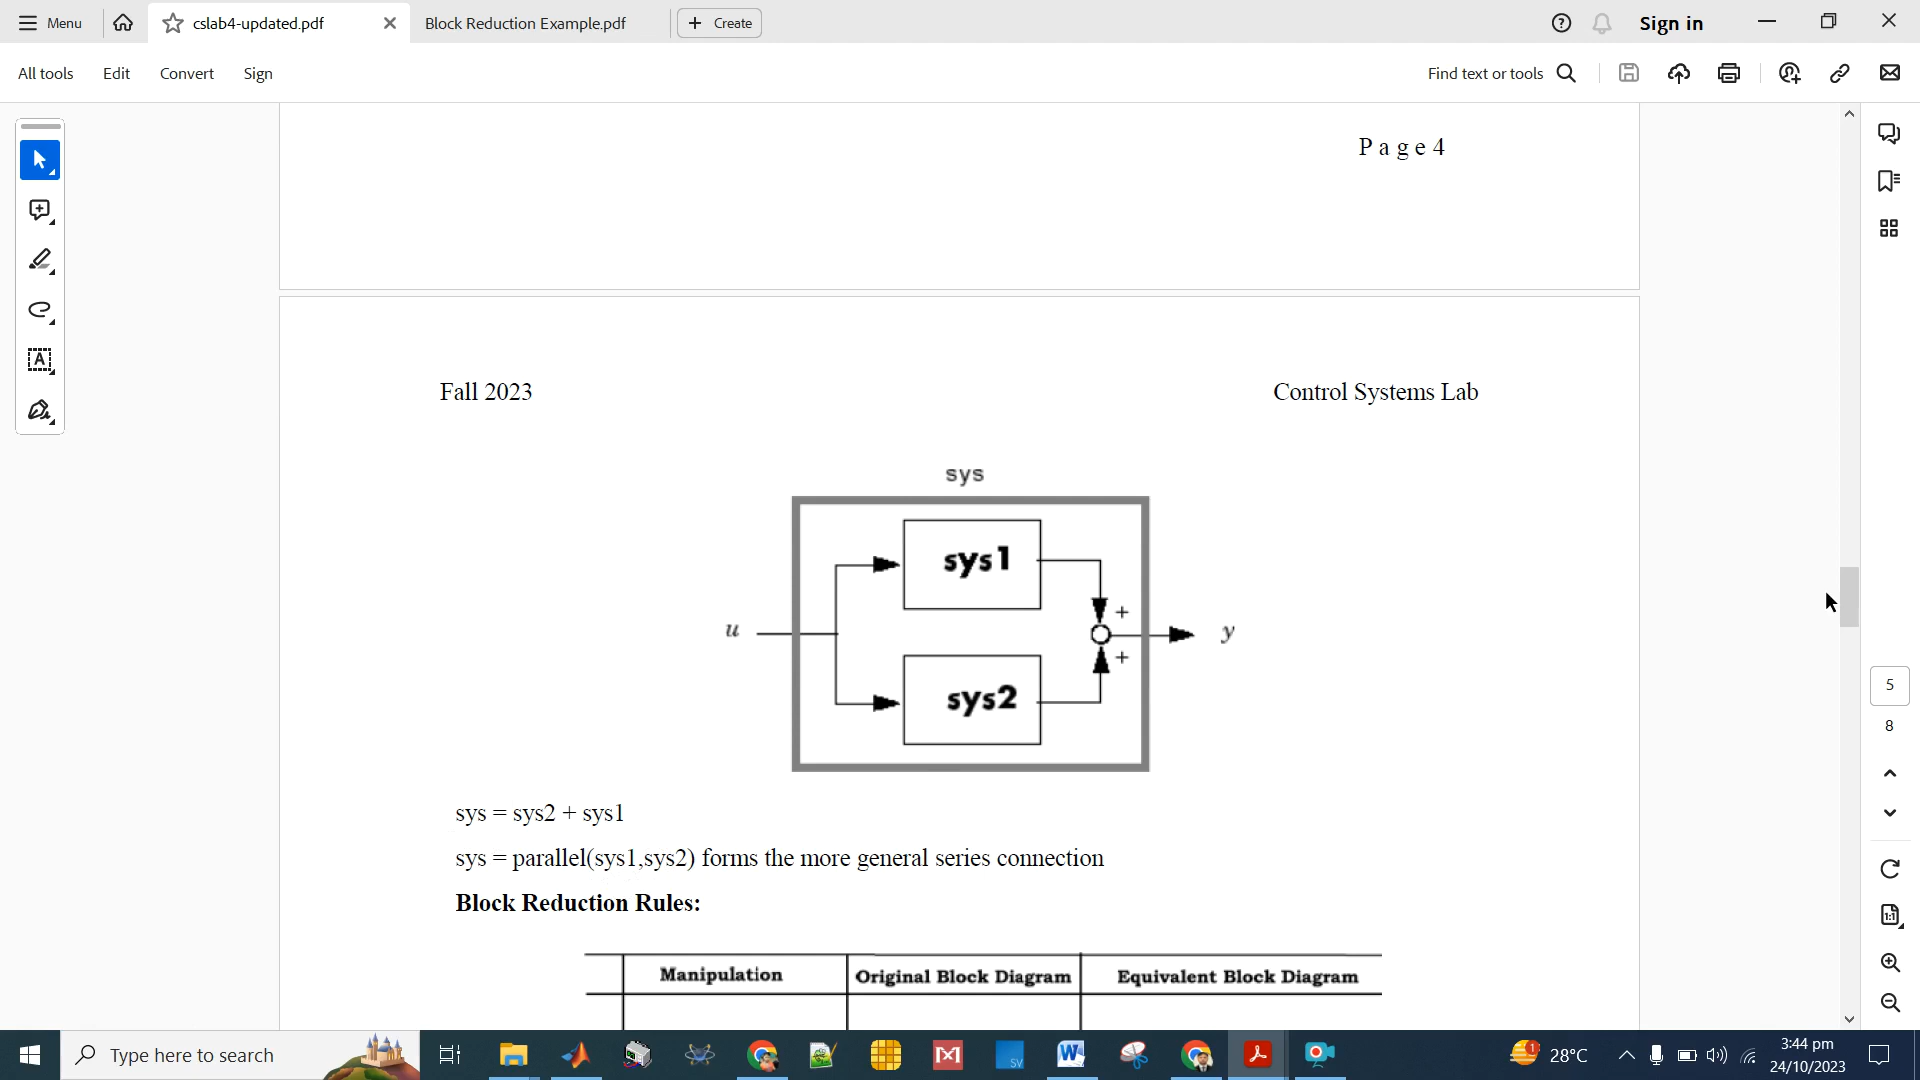 Menu
cslab4-updated.pdf
Block Reduction Example.pdf
Create
Sign in
All tools
Edit
Convert
Sign
Find text or tools
P a g e 4
Fall 2023
Control Systems Lab
sys
sys1
+
u
y
+
sys2
sys = sys2 + sys1
sys = parallel(sys1,sys2) forms the more general series connection
Block Reduction Rules:
Manipulation
Original Block Diagram
Equivalent Block Diagram
5
8
Type here to search
SV
1
28°C
3:44 pm
24/10/2023